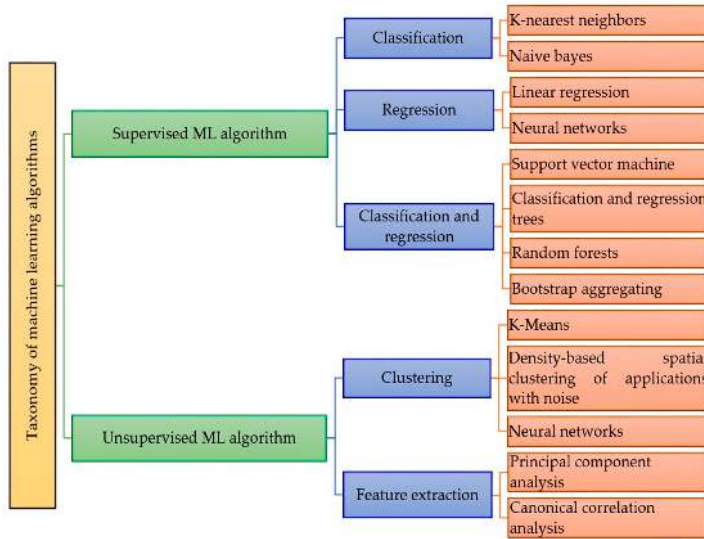 Taxonomy of machine learning algorithms
Supervised ML algorithm
Classification
K-nearest neighbors
Naive bayes
Regression
Linear regression
Neural networks
Classification and
regression
Support vector machine
Classification and regression
trees
Random forests
Bootstrap aggregating
Unsupervised ML algorithm
Clustering
K-Means
Density-based spatial
clustering of applications
with noise
Neural networks
Feature extraction
Principal component
analysis
Canonical correlation
analysis